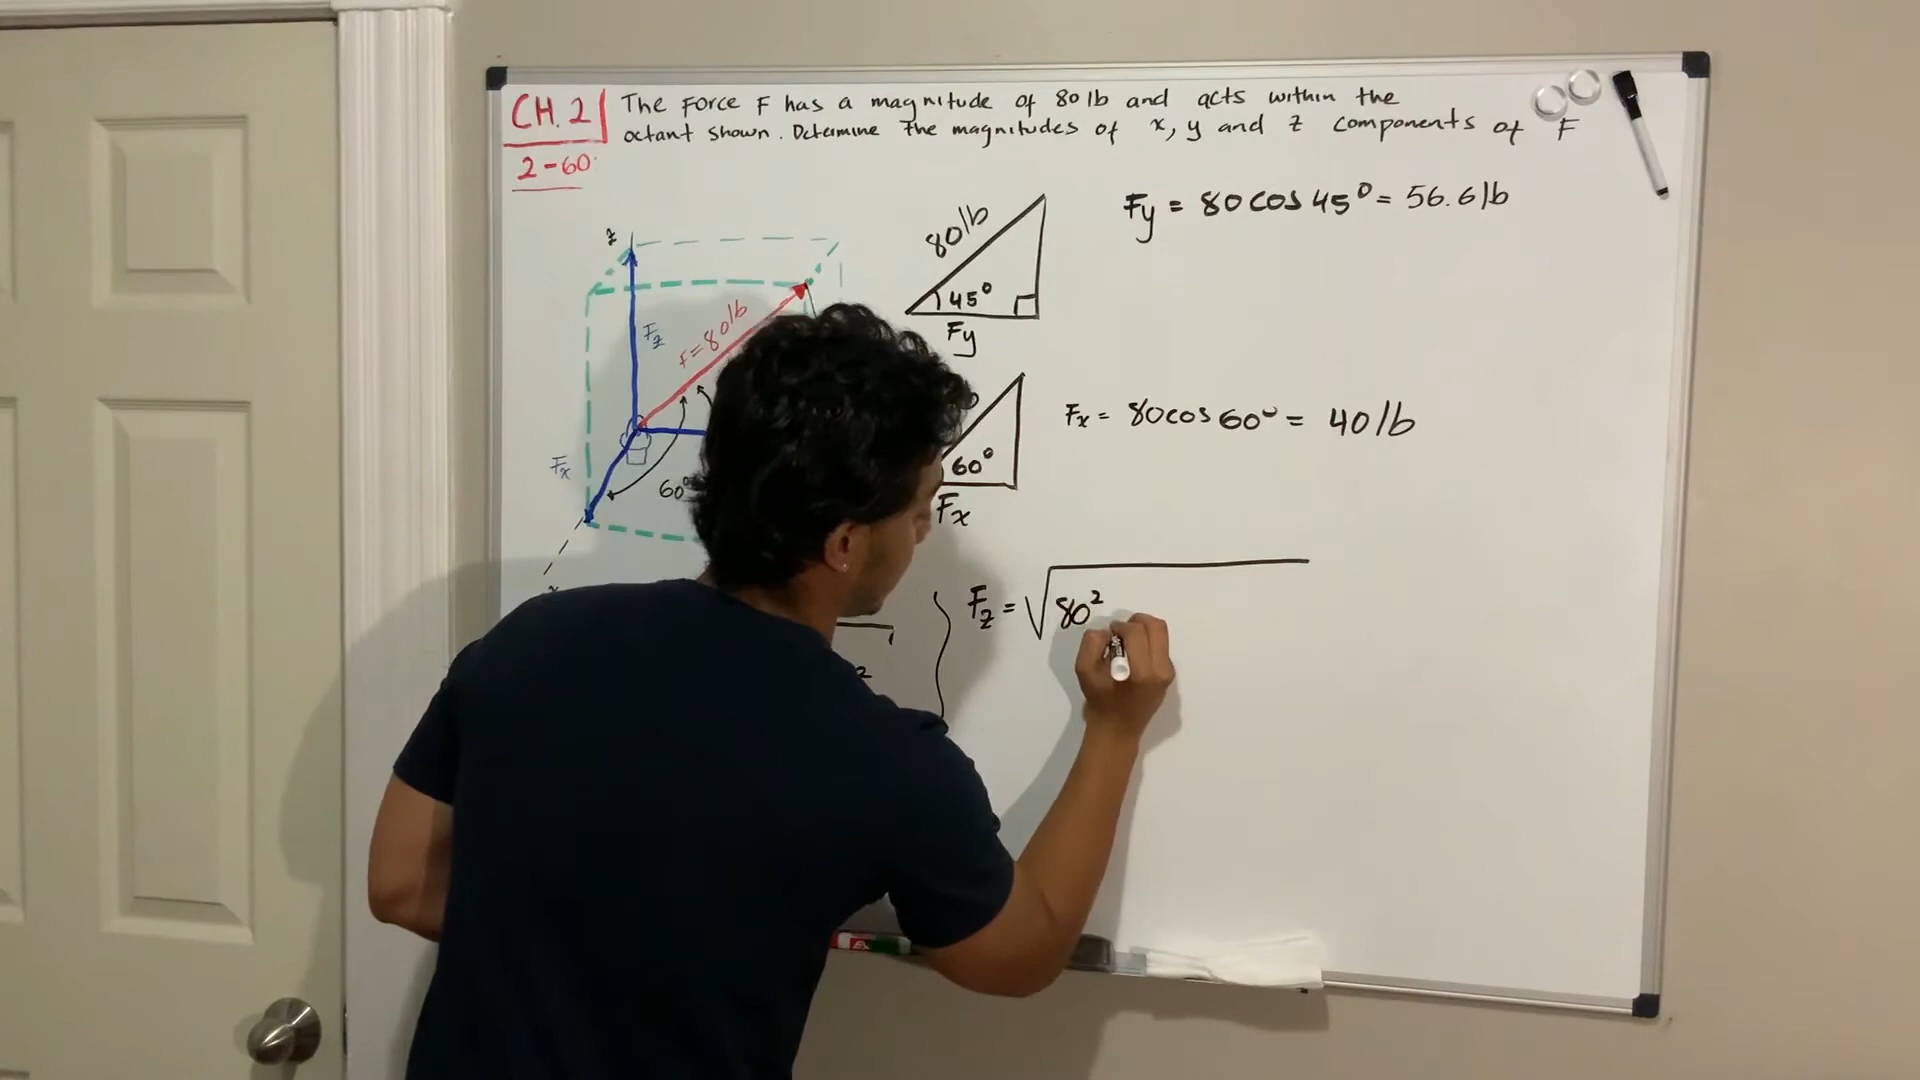 CH. 2
2-60
The Force F has a magnitude of 80 lb and acts within the
octant shown. Determine the magnitudes of x, y and z components of F
80 lb
45°
Fy
Fy = 80 cos 45° = 56.6 lb
z
Fz
F = 80 lb
Fx
60°
x
60°
Fx
Fx = 80 cos 60° = 40 lb
2
Fz = √80²